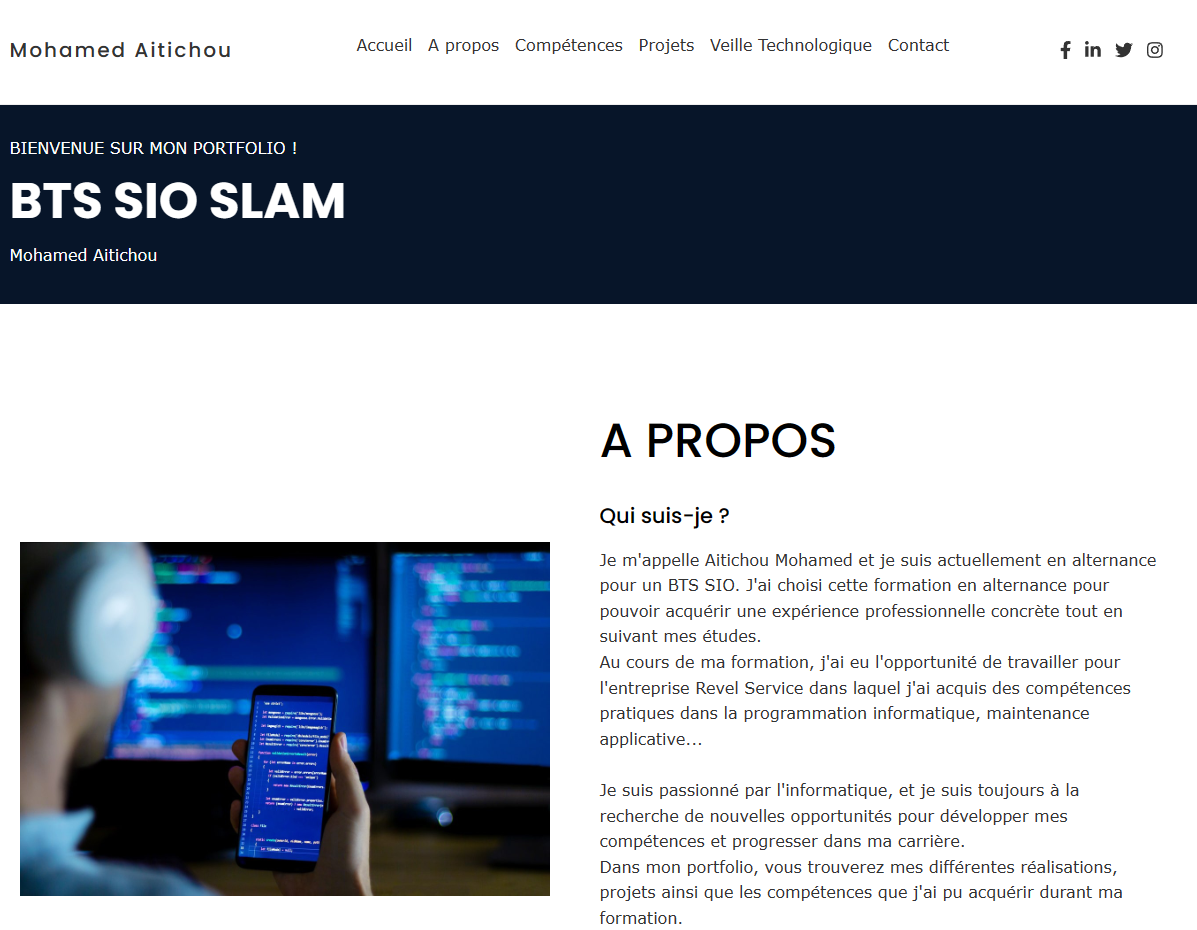 Mohamed Aitichou
Accueil A propos Compétences Projets Veille Technologique Contact
BIENVENUE SUR MON PORTFOLIO !
BTS SIO SLAM
Mohamed Aitichou
A PROPOS
Qui suis-je ?
Je m'appelle Aitichou Mohamed et je suis actuellement en alternance
pour un BTS SIO. J'ai choisi cette formation en alternance pour
pouvoir acquérir une expérience professionnelle concrète tout en
suivant mes études.
Au cours de ma formation, j'ai eu l'opportunité de travailler pour
l'entreprise Revel Service dans laquel j'ai acquis des compétences
pratiques dans la programmation informatique, maintenance
applicative...
Je suis passionné par l'informatique, et je suis toujours à la
recherche de nouvelles opportunités pour développer mes
compétences et progresser dans ma carrière.
Dans mon portfolio, vous trouverez mes différentes réalisations,
projets ainsi que les compétences que j'ai pu acquérir durant ma
formation.